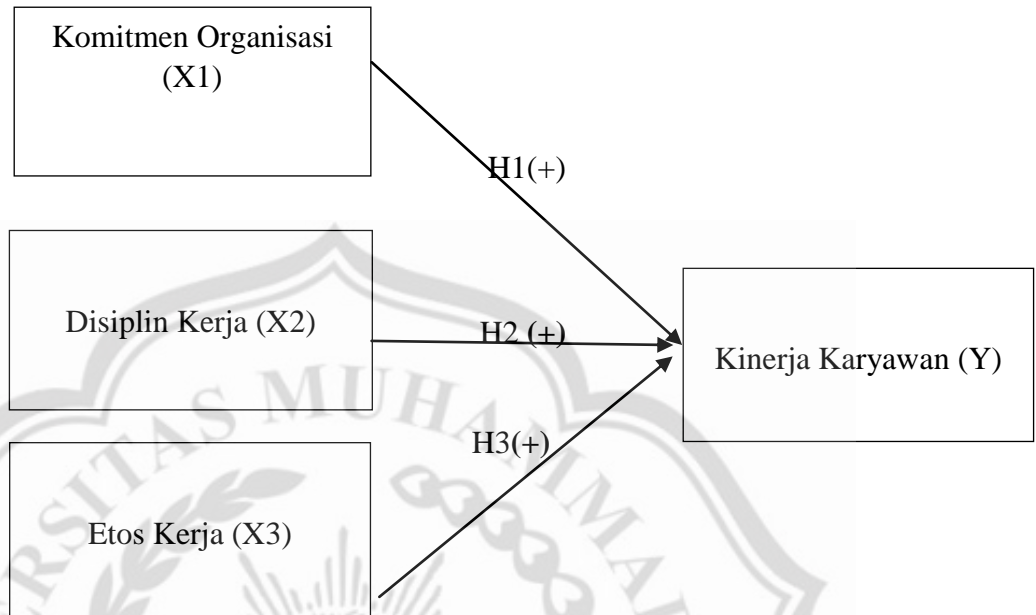 Komitmen Organisasi
(X1)
H1(+)
Disiplin Kerja (X2)
H2 (+)
Kinerja Karyawan (Y)
H3(+)
Etos Kerja (X3)